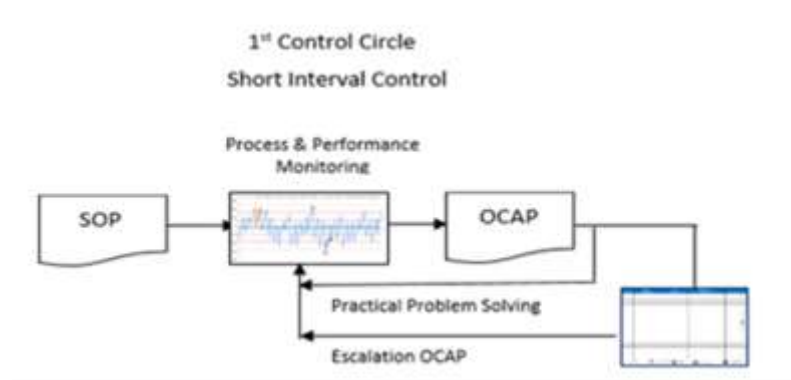 1st Control Circle
Short Interval Control
Process & Performance
Monitoring
SOP
OCAP
Practical Problem Solving
Escalation OCAP